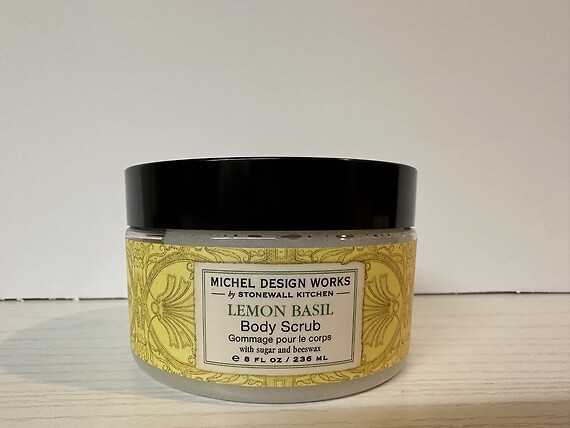 MICHEL DESIGN WORKS
by STONEWALL KITCHEN
LEMON BASIL
Body Scrub
Gommage pour le corps
with sugar and beeswax
℮ 8 FL OZ / 236 ML